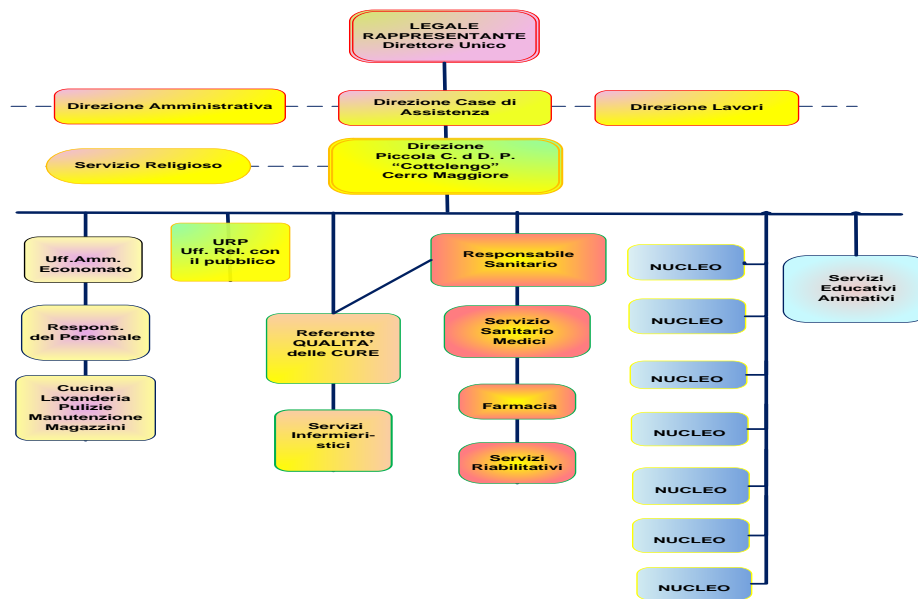 LEGALE
RAPPRESENTANTE
Direttore Unico
Direzione Amministrativa
Direzione Case di
Assistenza
Direzione Lavori
Direzione
Piccola C. d D. P.
“Cottolengo”
Cerro Maggiore
Servizio Religioso
Uff.Amm.
Economato
URP
Uff. Rel. con
il pubblico
Responsabile
Sanitario
NUCLEO
Servizi
Educativi
Animativi
Respons.
del Personale
Referente
QUALITA’
delle CURE
Servizio
Sanitario
Medici
NUCLEO
Cucina
Lavanderia
Pulizie
Manutenzione
Magazzini
NUCLEO
Farmacia
Servizi
Infermieri-
stici
NUCLEO
Servizi
Riabilitativi
NUCLEO
NUCLEO
NUCLEO